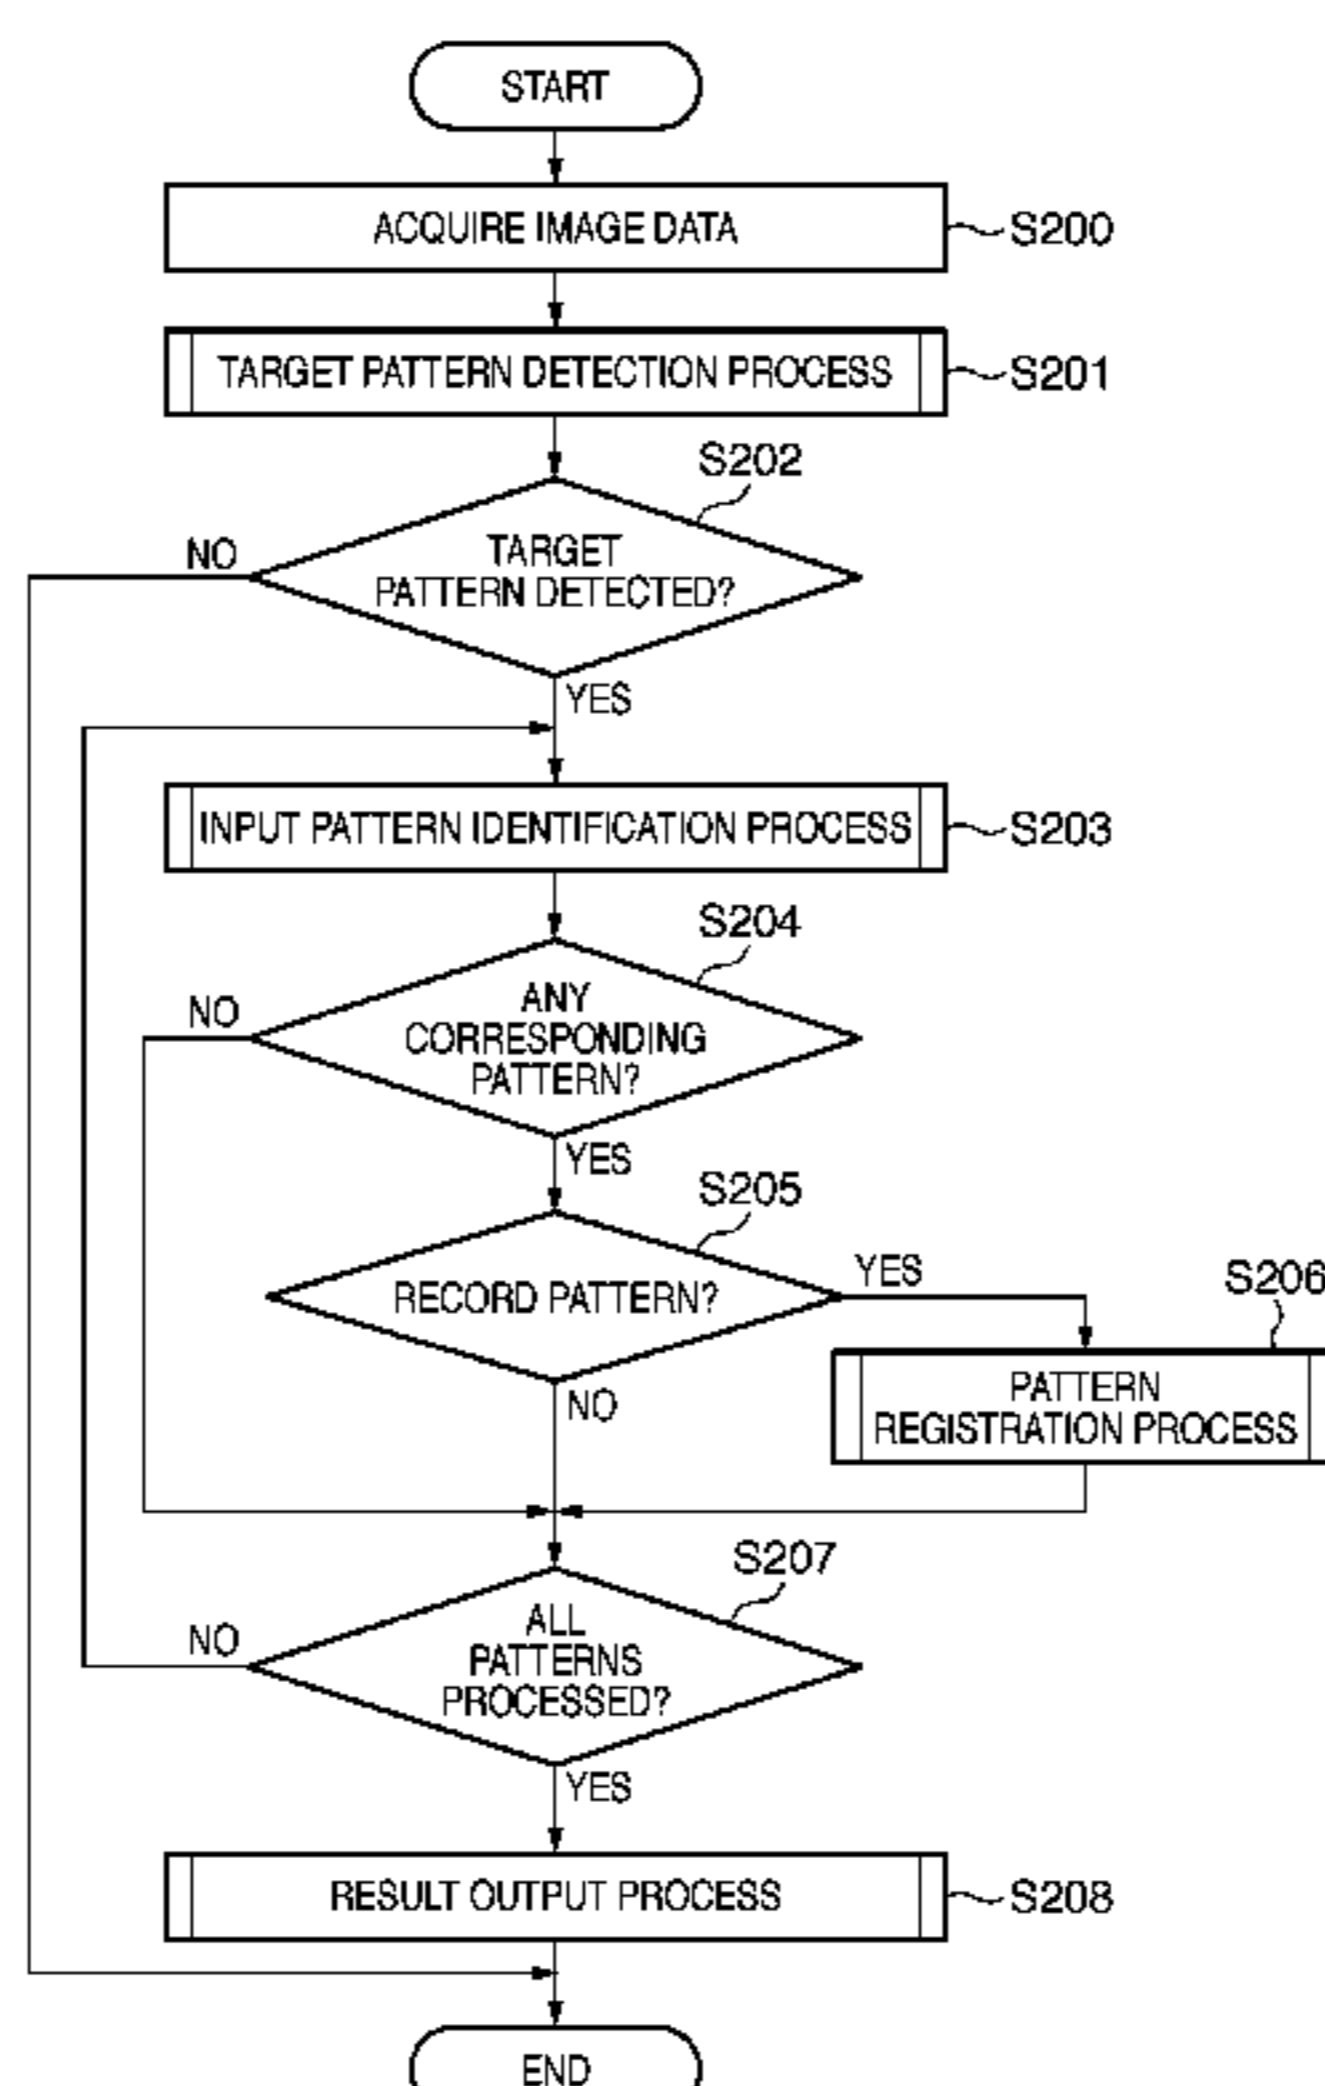 START
ACQUIRE IMAGE DATA
S200
TARGET PATTERN DETECTION PROCESS
S201
S202
NO
TARGET
PATTERN DETECTED?
YES
INPUT PATTERN IDENTIFICATION PROCESS
S203
S204
NO
ANY
CORRESPONDING
PATTERN?
YES
S205
RECORD PATTERN?
YES
S206
NO
PATTERN
REGISTRATION PROCESS
S207
NO
ALL
PATTERNS
PROCESSED?
YES
RESULT OUTPUT PROCESS
S208
END